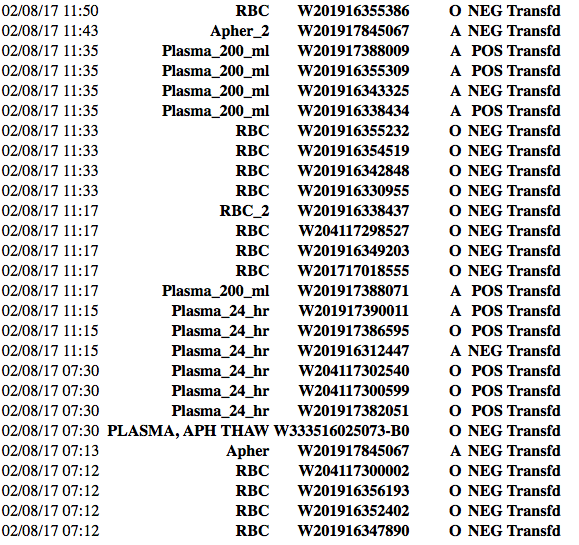 02/08/17 11:50 RBC W201916355386 O NEG Transfd
02/08/17 11:43 Apher_2 W201917845067 A NEG Transfd
02/08/17 11:35 Plasma_200_ml W201917388009 A POS Transfd
02/08/17 11:35 Plasma_200_ml W201916355309 A POS Transfd
02/08/17 11:35 Plasma_200_ml W201916343325 A NEG Transfd
02/08/17 11:35 Plasma_200_ml W201916338434 A POS Transfd
02/08/17 11:33 RBC W201916355232 O NEG Transfd
02/08/17 11:33 RBC W201916354519 O NEG Transfd
02/08/17 11:33 RBC W201916342848 O NEG Transfd
02/08/17 11:33 RBC W201916330955 O NEG Transfd
02/08/17 11:17 RBC_2 W201916338437 O NEG Transfd
02/08/17 11:17 RBC W204117298527 O NEG Transfd
02/08/17 11:17 RBC W201916349203 O NEG Transfd
02/08/17 11:17 RBC W201717018555 O NEG Transfd
02/08/17 11:17 Plasma_200_ml W201917388071 A POS Transfd
02/08/17 11:15 Plasma_24_hr W201917390011 A POS Transfd
02/08/17 11:15 Plasma_24_hr W201917386595 O POS Transfd
02/08/17 11:15 Plasma_24_hr W201916312447 A NEG Transfd
02/08/17 07:30 Plasma_24_hr W204117302540 O POS Transfd
02/08/17 07:30 Plasma_24_hr W204117300599 O POS Transfd
02/08/17 07:30 Plasma_24_hr W201917382051 O POS Transfd
02/08/17 07:30 PLASMA, APH THAW W333516025073-B0 O NEG Transfd
02/08/17 07:13 Apher W201917845067 A NEG Transfd
02/08/17 07:12 RBC W204117300002 O NEG Transfd
02/08/17 07:12 RBC W201916356193 O NEG Transfd
02/08/17 07:12 RBC W201916352402 O NEG Transfd
02/08/17 07:12 RBC W201916347890 O NEG Transfd